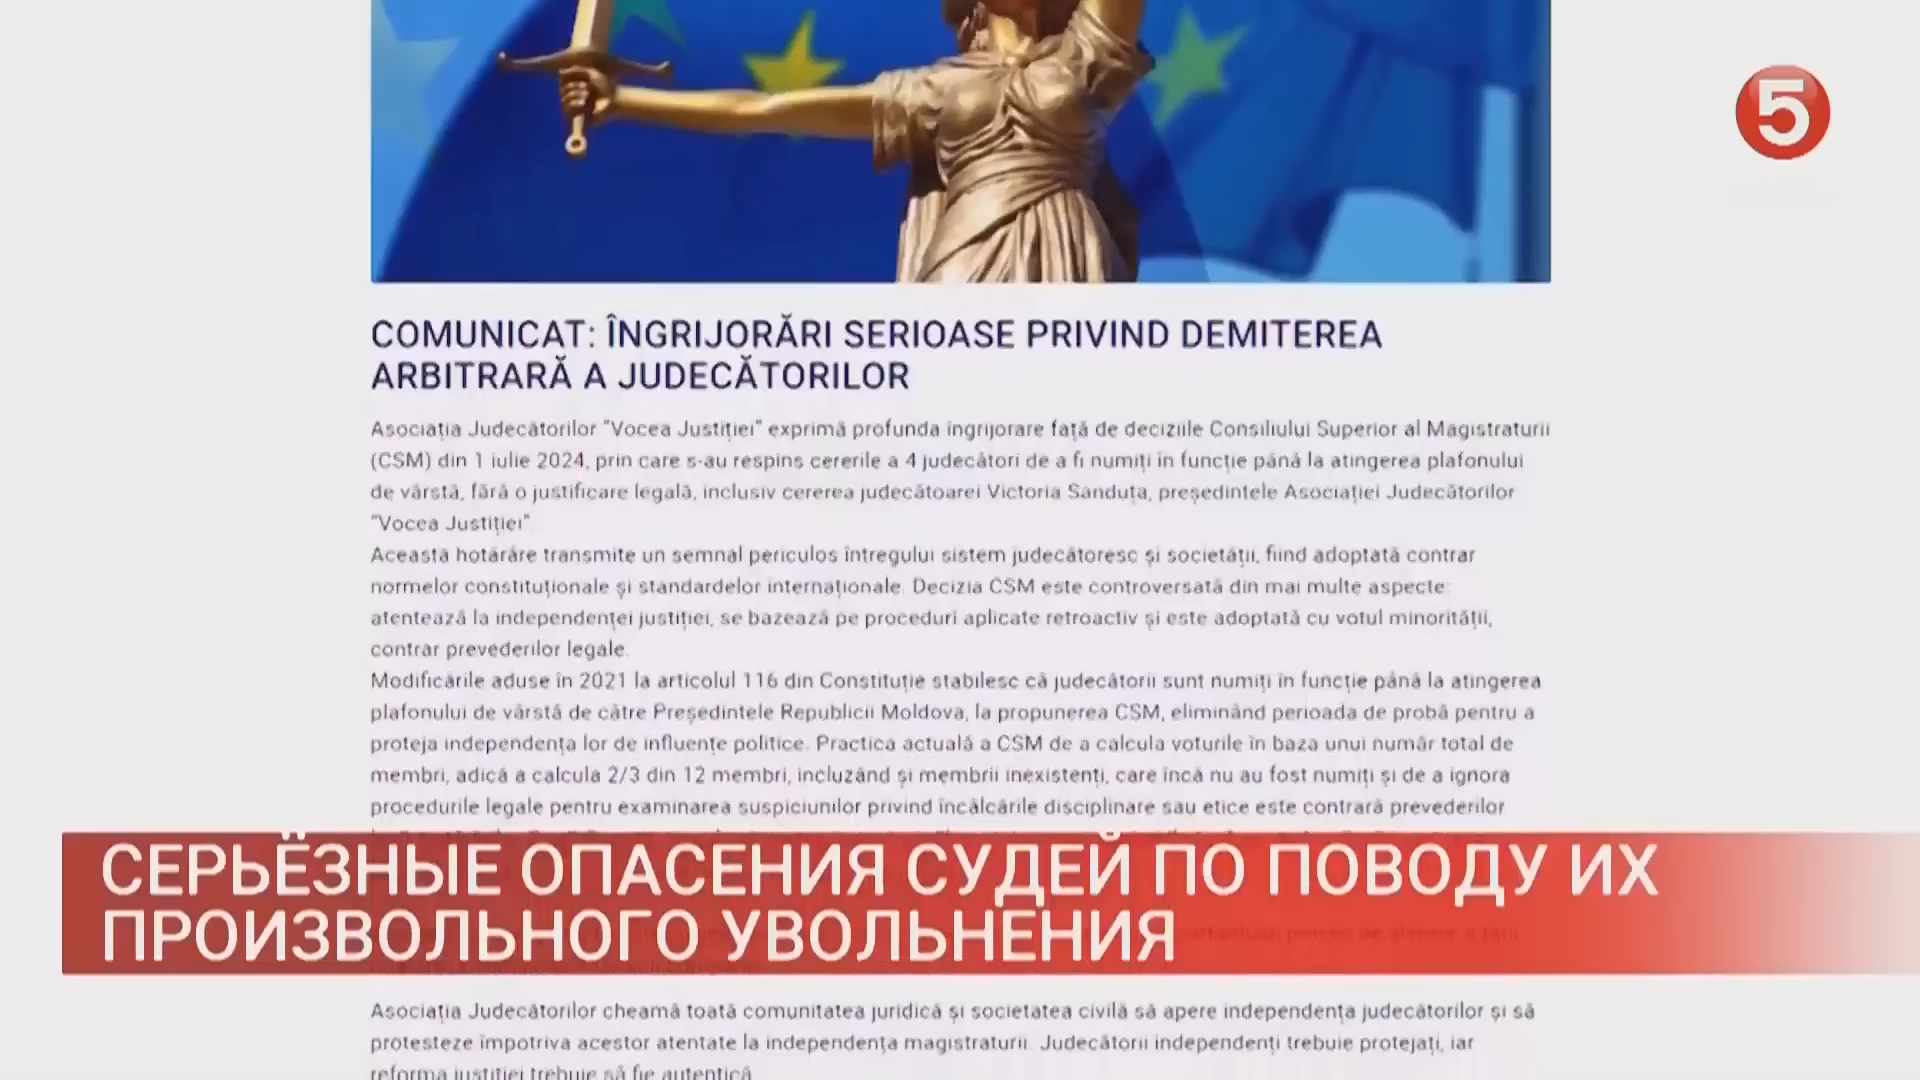 5
COMUNICAT: ÎNGRIJORĂRI SERIOASE PRIVIND DEMITEREA
ARBITRARĂ A JUDECĂTORILOR
Asociația Judecătorilor "Vocea Justiției" exprimă profunda îngrijorare față de deciziile Consiliului Superior al Magistraturii
(CSM) din 1 iulie 2024, prin care s-au respins cererile a 4 judecători de a fi numiți în funcție până la atingerea plafonului
de vârstă, fără o justificare legală, inclusiv cererea judecătoarei Victoria Sanduța, președintele Asociației Judecătorilor
"Vocea Justiției".
Această hotărâre transmite un semnal periculos întregului sistem judecătoresc și societății, fiind adoptată contrar
normelor constituționale și standardelor internaționale. Decizia CSM este controversată din mai multe aspecte:
atentează la independenței justiției, se bazează pe proceduri aplicate retroactiv și este adoptată cu votul minorității,
contrar prevederilor legale.
Modificările aduse în 2021 la articolul 116 din Constituție stabilesc că judecătorii sunt numiți în funcție până la atingerea
plafonului de vârstă de către Președintele Republicii Moldova, la propunerea CSM, eliminând perioada de probă pentru a
proteja independența lor de influențe politice. Practica actuală a CSM de a calcula voturile în baza unui număr total de
membri, adică a calcula 2/3 din 12 membri, incluzând și membrii inexistenți, care încă nu au fost numiți și de a ignora
procedurile legale pentru examinarea suspiciunilor privind încălcările disciplinare sau etice este contrară prevederilor
СЕРЬЁЗНЫЕ ОПАСЕНИЯ СУДЕЙ ПО ПОВОДУ ИХ
ПРОИЗВОЛЬНОГО УВОЛЬНЕНИЯ
Asociația Judecătorilor cheamă toată comunitatea juridică și societatea civilă să apere independența judecătorilor și să
protesteze împotriva acestor atentate la independența magistraturii. Judecătorii independenți trebuie protejați, iar
reforma justiției trebuie să fie autentică